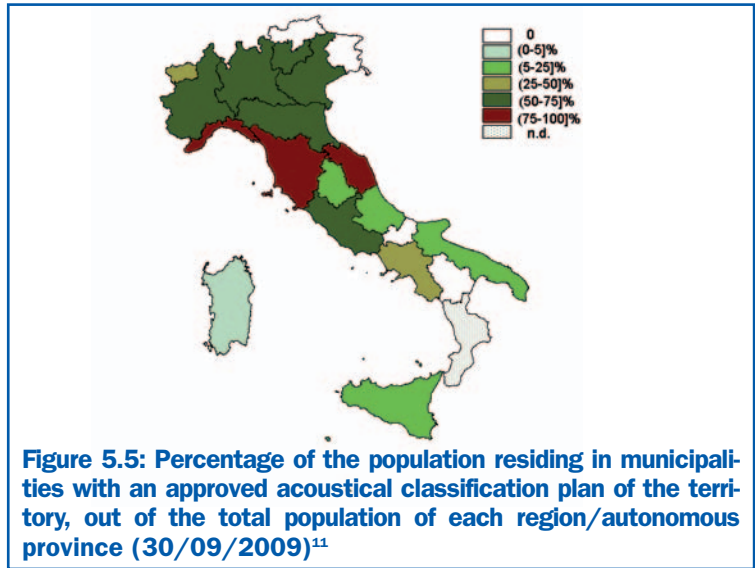 0
(0-5]%
(5-25]%
(25-50]%
(50-75]%
(75-100]%
n.d.
Figure 5.5: Percentage of the population residing in municipali-
ties with an approved acoustical classification plan of the terri-
tory, out of the total population of each region/autonomous
province (30/09/2009)¹¹